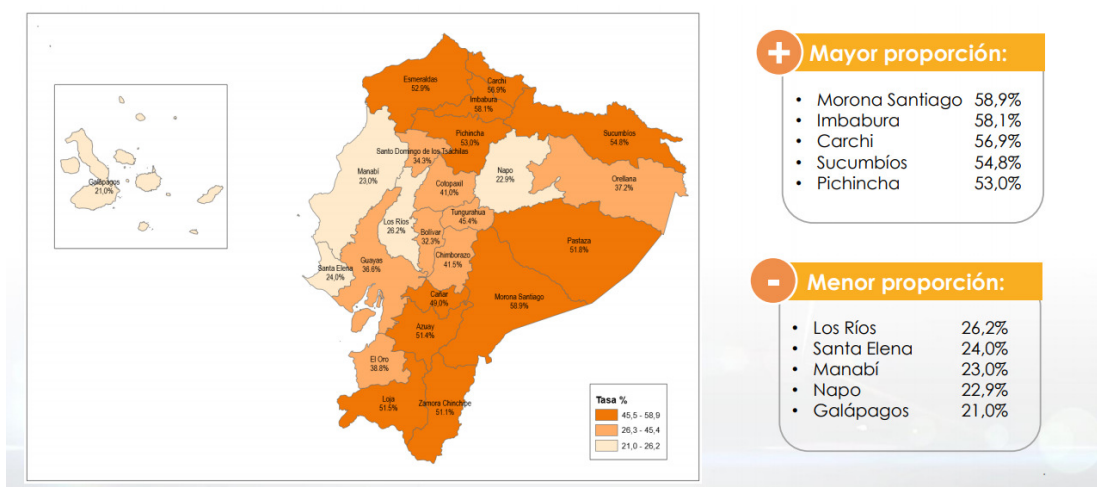 Esmeraldas
52.9%
Carchi
56.9%
Imbabura
58.1%
Pichincha
53.0%
Sucumbíos
54.8%
Santo Domingo de los Tsáchilas
34.3%
Manabí
23.0%
Napo
22.9%
Orellana
37.2%
Cotopaxil
41.0%
Galápagos
21.0%
Los Ríos
26.2%
Tungurahua
45.4%
Bolívar
32.3%
Pastaza
51.8%
Chimborazo
41.5%
Guayas
36.6%
Santa Elena
24.0%
Cañar
49.0%
Morona Santiago
58.9%
Azuay
51.4%
El Oro
38.8%
Loja
51.5%
Zamora Chinchipe
51.1%
Tasa %
45,5 - 58,9
26,3 - 45,4
21,0 - 26,2
+ Mayor proporción:
• Morona Santiago 58,9%
• Imbabura 58,1%
• Carchi 56,9%
• Sucumbíos 54,8%
• Pichincha 53,0%
- Menor proporción:
• Los Ríos 26,2%
• Santa Elena 24,0%
• Manabí 23,0%
• Napo 22,9%
• Galápagos 21,0%